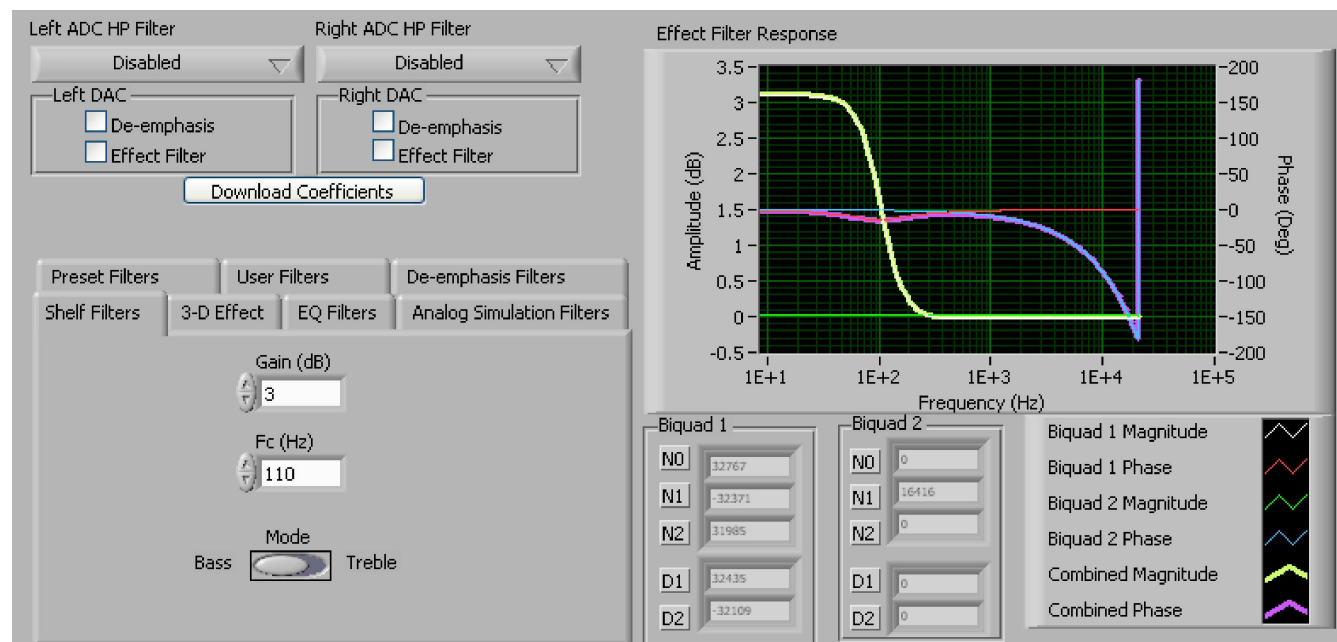 Left ADC HP Filter
Right ADC HP Filter
Disabled
Disabled
Left DAC
De-emphasis
Effect Filter
Right DAC
De-emphasis
Effect Filter
Download Coefficients
Preset Filters
User Filters
De-emphasis Filters
Shelf Filters
3-D Effect
EQ Filters
Analog Simulation Filters
Gain (dB)
3
Fc (Hz)
110
Mode
Bass
Treble
Effect Filter Response
Amplitude (dB)
3.5
3
2.5
2
1.5
1
0.5
0
-0.5
1E+1
1E+2
1E+3
1E+4
1E+5
Frequency (Hz)
-200
-150
-100
-50
-0
--50
--100
--150
--200
Phase (Deg)
Biquad 1
N0 32767
N1 -32371
N2 31985
D1 32435
D2 -32109
Biquad 2
N0 0
N1 16416
N2 0
D1 0
D2 0
Biquad 1 Magnitude
Biquad 1 Phase
Biquad 2 Magnitude
Biquad 2 Phase
Combined Magnitude
Combined Phase